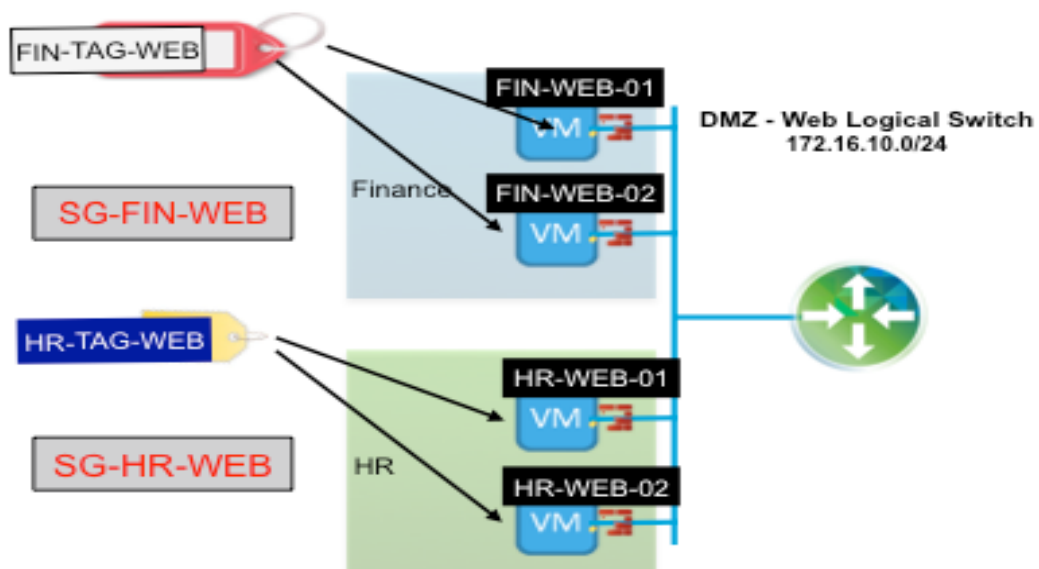 FIN-TAG-WEB
FIN-WEB-01
VM
DMZ - Web Logical Switch
172.16.10.0/24
Finance
FIN-WEB-02
VM
SG-FIN-WEB
HR-TAG-WEB
HR-WEB-01
VM
SG-HR-WEB
HR
HR-WEB-02
VM